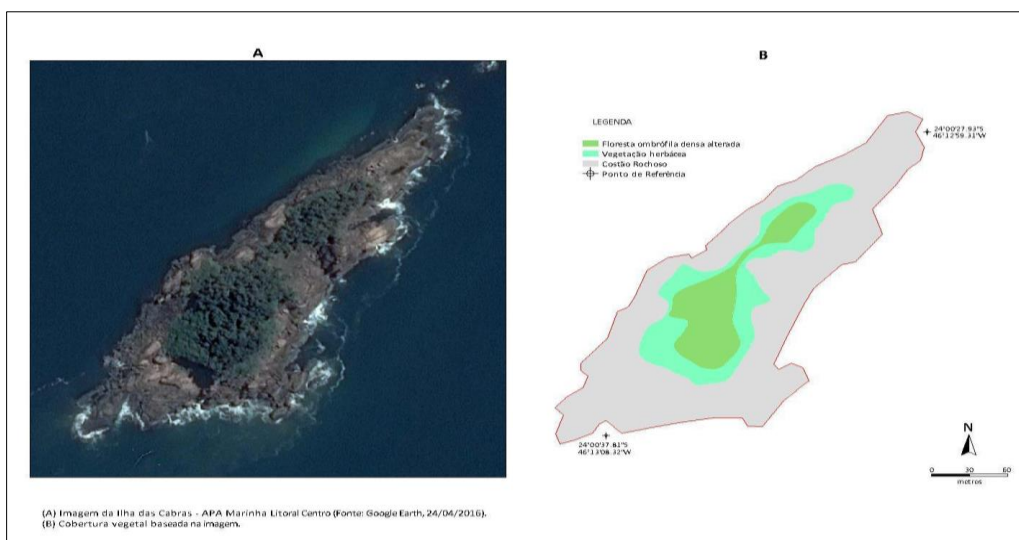 A
B
LEGENDA
Floresta ombrófila densa alterada
Vegetação herbácea
Costão Rochoso
Ponto de Referência
24°00'27.93"S
46°12'59.31"W
24°00'37.81"S
46°13'08.32"W
N
0 30 60
metros
(A) Imagem da Ilha das Cabras - APA Marinha Litoral Centro (Fonte: Google Earth, 24/04/2016).
(B) Cobertura vegetal baseada na imagem.